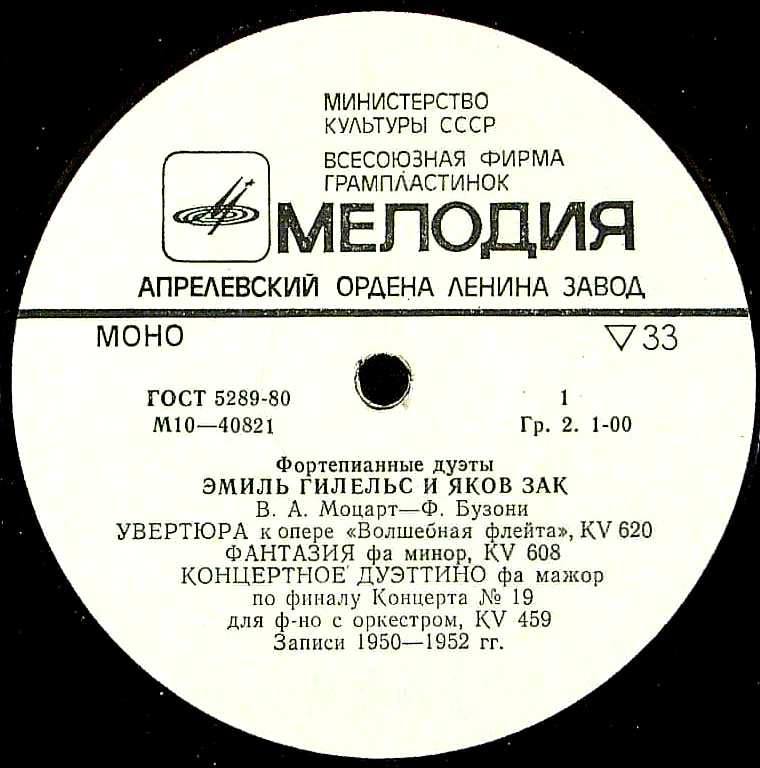 МИНИСТЕРСТВО
КУЛЬТУРЫ СССР
ВСЕСОЮЗНАЯ ФИРМА
ГРАМПЛАСТИНОК
МЕЛОДИЯ
АПРЕЛЕВСКИЙ ОРДЕНА ЛЕНИНА ЗАВОД
МОНО ▽33
ГОСТ 5289-80 1
М10—40821 Гр. 2. 1-00
Фортепианные дуэты
ЭМИЛЬ ГИЛЕЛЬС И ЯКОВ ЗАК
В. А. Моцарт—Ф. Бузони
УВЕРТЮРА к опере «Волшебная флейта», KV 620
ФАНТАЗИЯ фа минор, KV 608
КОНЦЕРТНОЕ ДУЭТТИНО фа мажор
по финалу Концерта № 19
для ф-но с оркестром, KV 459
Записи 1950—1952 гг.